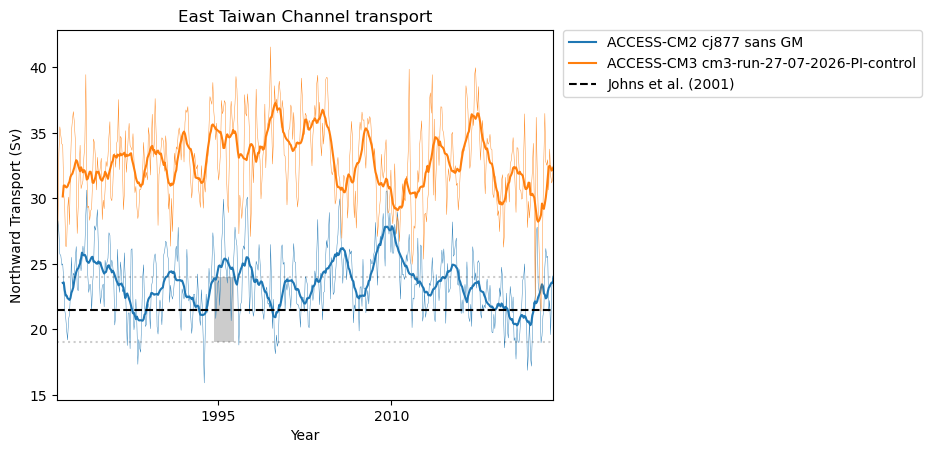 East Taiwan Channel transport
ACCESS-CM2 cj877 sans GM
ACCESS-CM3 cm3-run-27-07-2026-PI-control
Johns et al. (2001)
Northward Transport (Sv)
40
35
30
25
20
15
1995
2010
Year